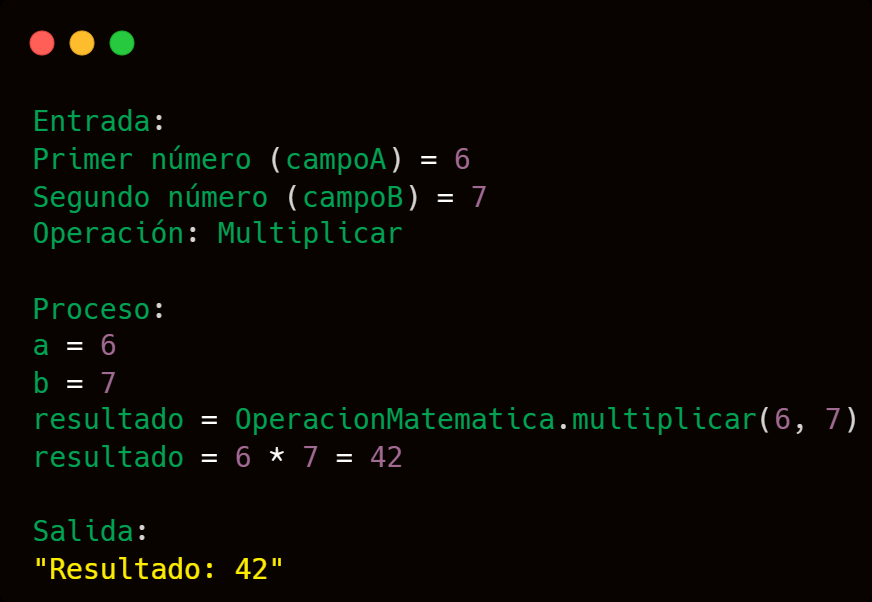 Entrada:
Primer número (campoA) = 6
Segundo número (campoB) = 7
Operación: Multiplicar
Proceso:
a = 6
b = 7
resultado = OperacionMatematica.multiplicar(6, 7)
resultado = 6 * 7 = 42
Salida:
"Resultado: 42"